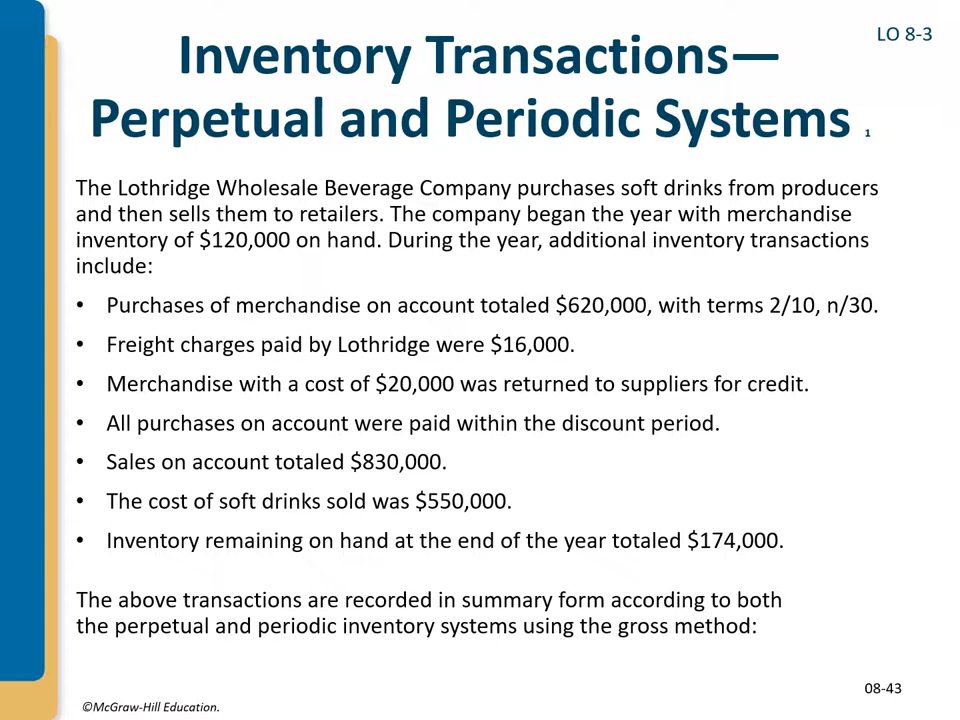 LO 8-3
Inventory Transactions—
Perpetual and Periodic Systems 1
The Lothridge Wholesale Beverage Company purchases soft drinks from producers
and then sells them to retailers. The company began the year with merchandise
inventory of $120,000 on hand. During the year, additional inventory transactions
include:
• Purchases of merchandise on account totaled $620,000, with terms 2/10, n/30.
• Freight charges paid by Lothridge were $16,000.
• Merchandise with a cost of $20,000 was returned to suppliers for credit.
• All purchases on account were paid within the discount period.
• Sales on account totaled $830,000.
• The cost of soft drinks sold was $550,000.
• Inventory remaining on hand at the end of the year totaled $174,000.
The above transactions are recorded in summary form according to both
the perpetual and periodic inventory systems using the gross method:
08-43
©McGraw-Hill Education.